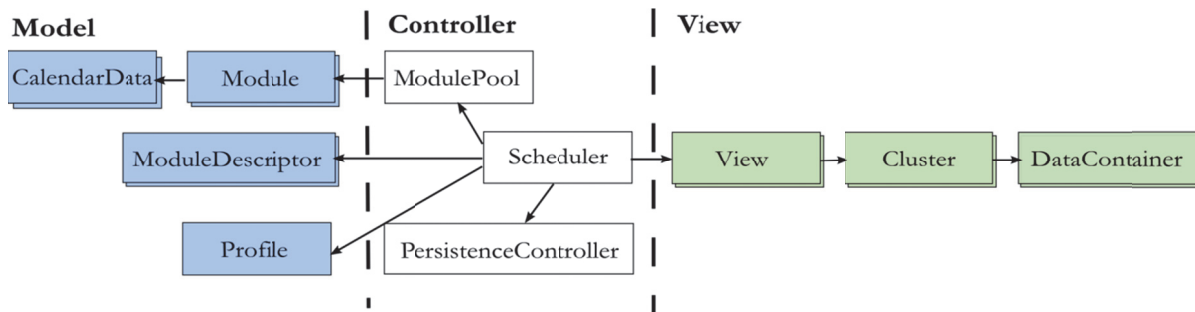 Model
Controller
View
CalendarData
Module
ModulePool
ModuleDescriptor
Scheduler
View
Cluster
DataContainer
Profile
PersistenceController